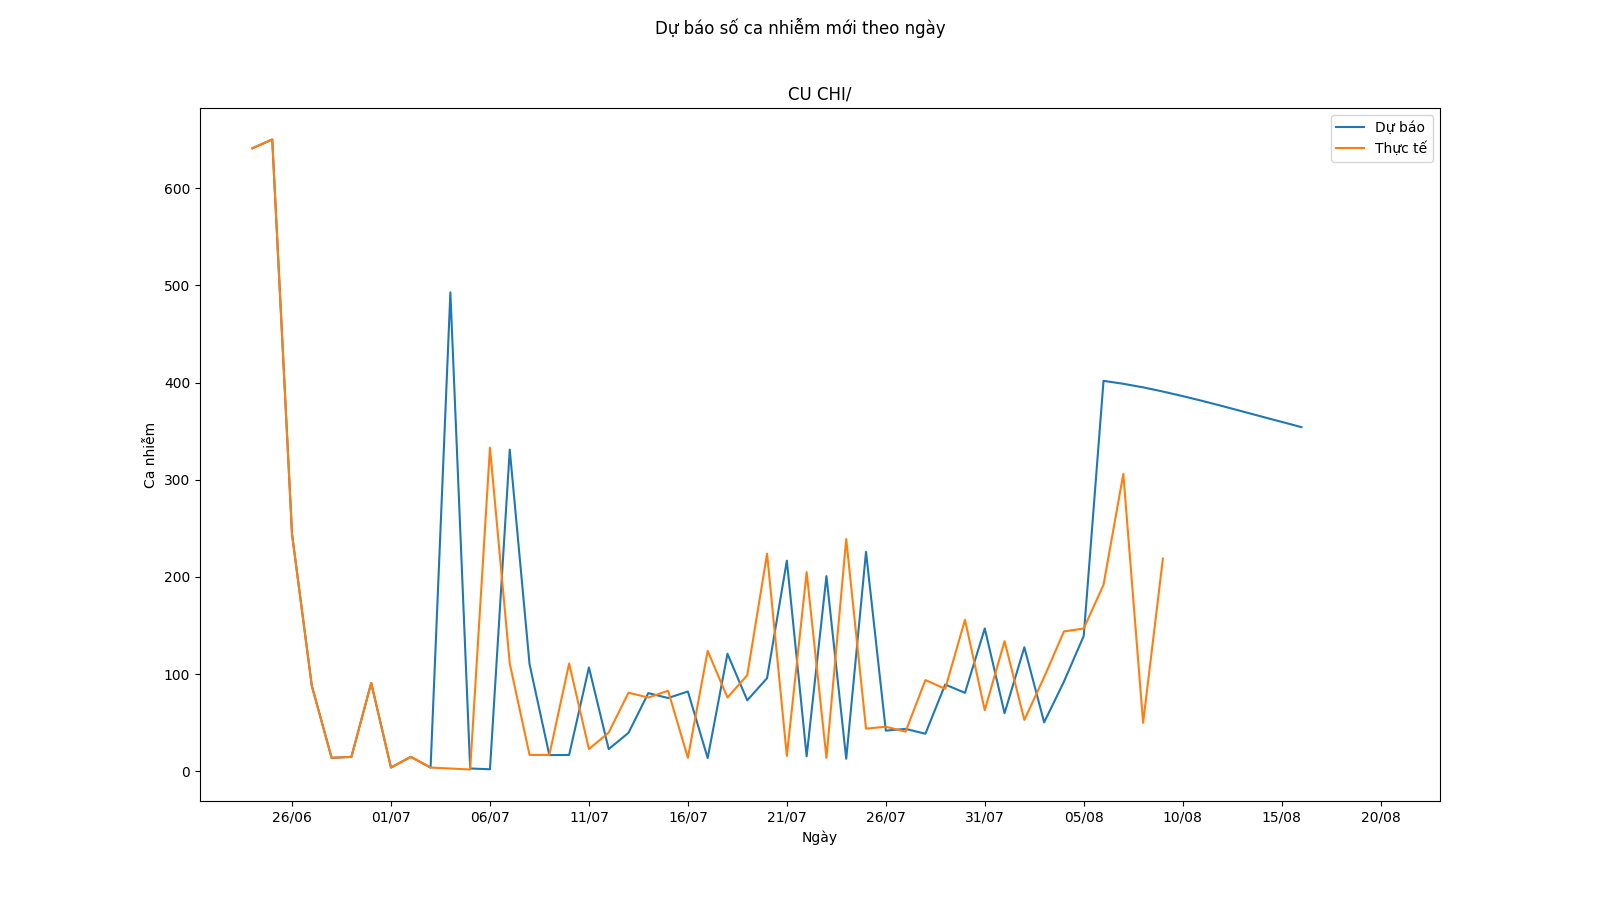 Dự báo số ca nhiễm mới theo ngày
CU CHI/
Dự báo
Thực tế
600
500
400
300
200
100
0
Ca nhiễm
26/06 01/07 06/07 11/07 16/07 21/07 26/07 31/07 05/08 10/08 15/08 20/08
Ngày